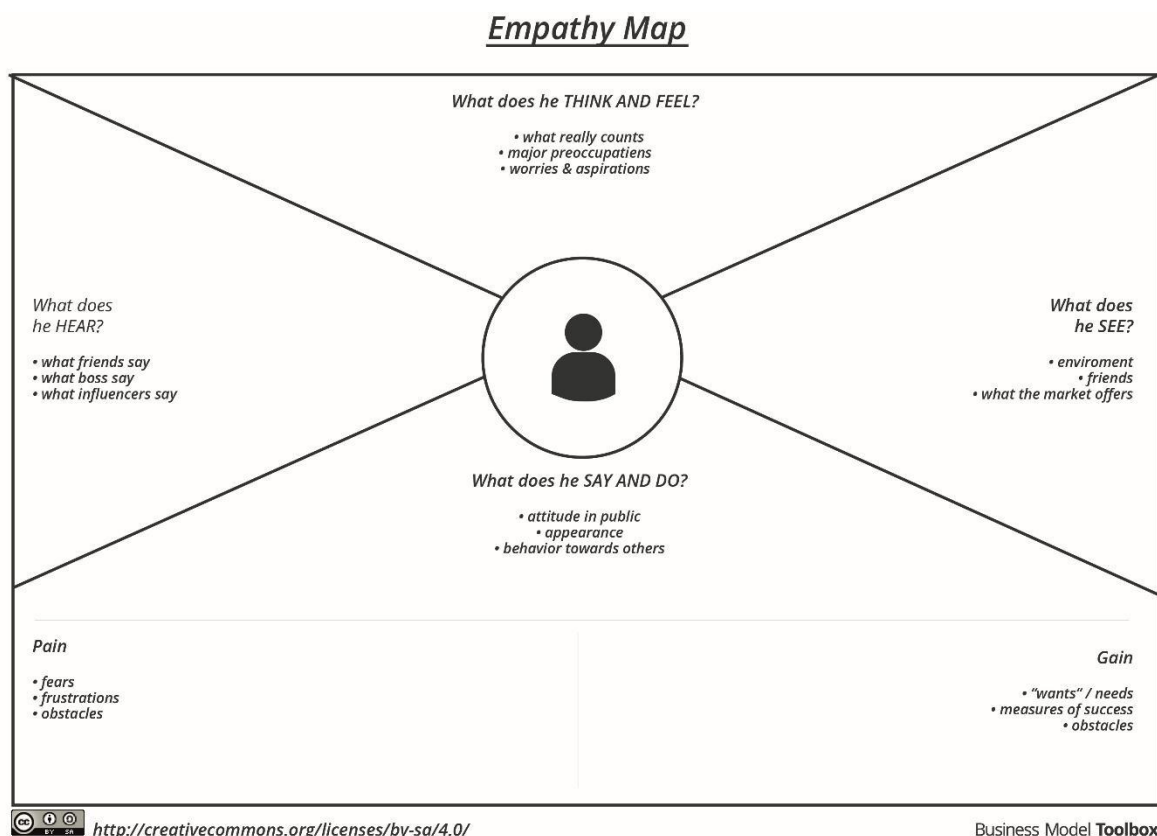 Empathy Map
What does he THINK AND FEEL?
• what really counts
• major preoccupatiens
• worries & aspirations
What does
he HEAR?
• what friends say
• what boss say
• what influencers say
What does
he SEE?
• enviroment
• friends
• what the market offers
What does he SAY AND DO?
• attitude in public
• appearance
• behavior towards others
Pain
• fears
• frustrations
• obstacles
Gain
• “wants” / needs
• measures of success
• obstacles
cc BY SA
http://creativecommons.org/licenses/by-sa/4.0/
Business Model Toolbox